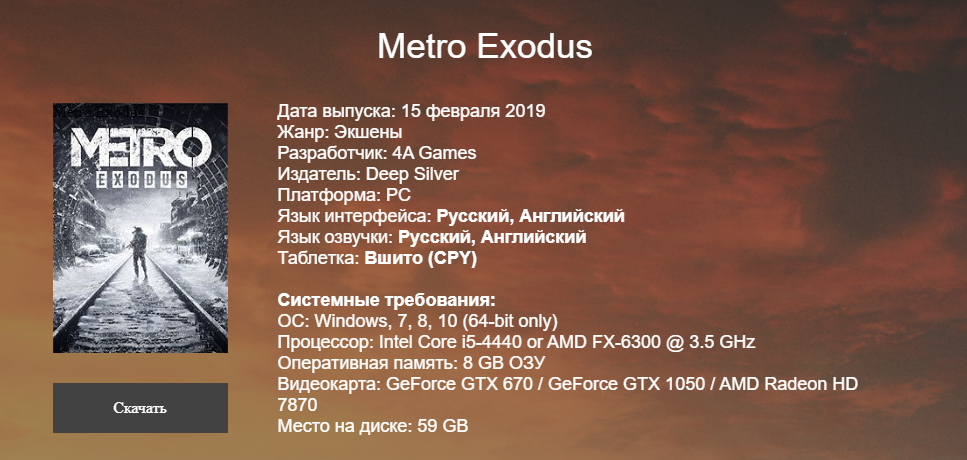 Metro Exodus
METRO
EXODUS
Скачать
Дата выпуска: 15 февраля 2019
Жанр: Экшены
Разработчик: 4A Games
Издатель: Deep Silver
Платформа: PC
Язык интерфейса: Русский, Английский
Язык озвучки: Русский, Английский
Таблетка: Вшито (CPY)
Системные требования:
ОС: Windows, 7, 8, 10 (64-bit only)
Процессор: Intel Core i5-4440 or AMD FX-6300 @ 3.5 GHz
Оперативная память: 8 GB ОЗУ
Видеокарта: GeForce GTX 670 / GeForce GTX 1050 / AMD Radeon HD
7870
Место на диске: 59 GB